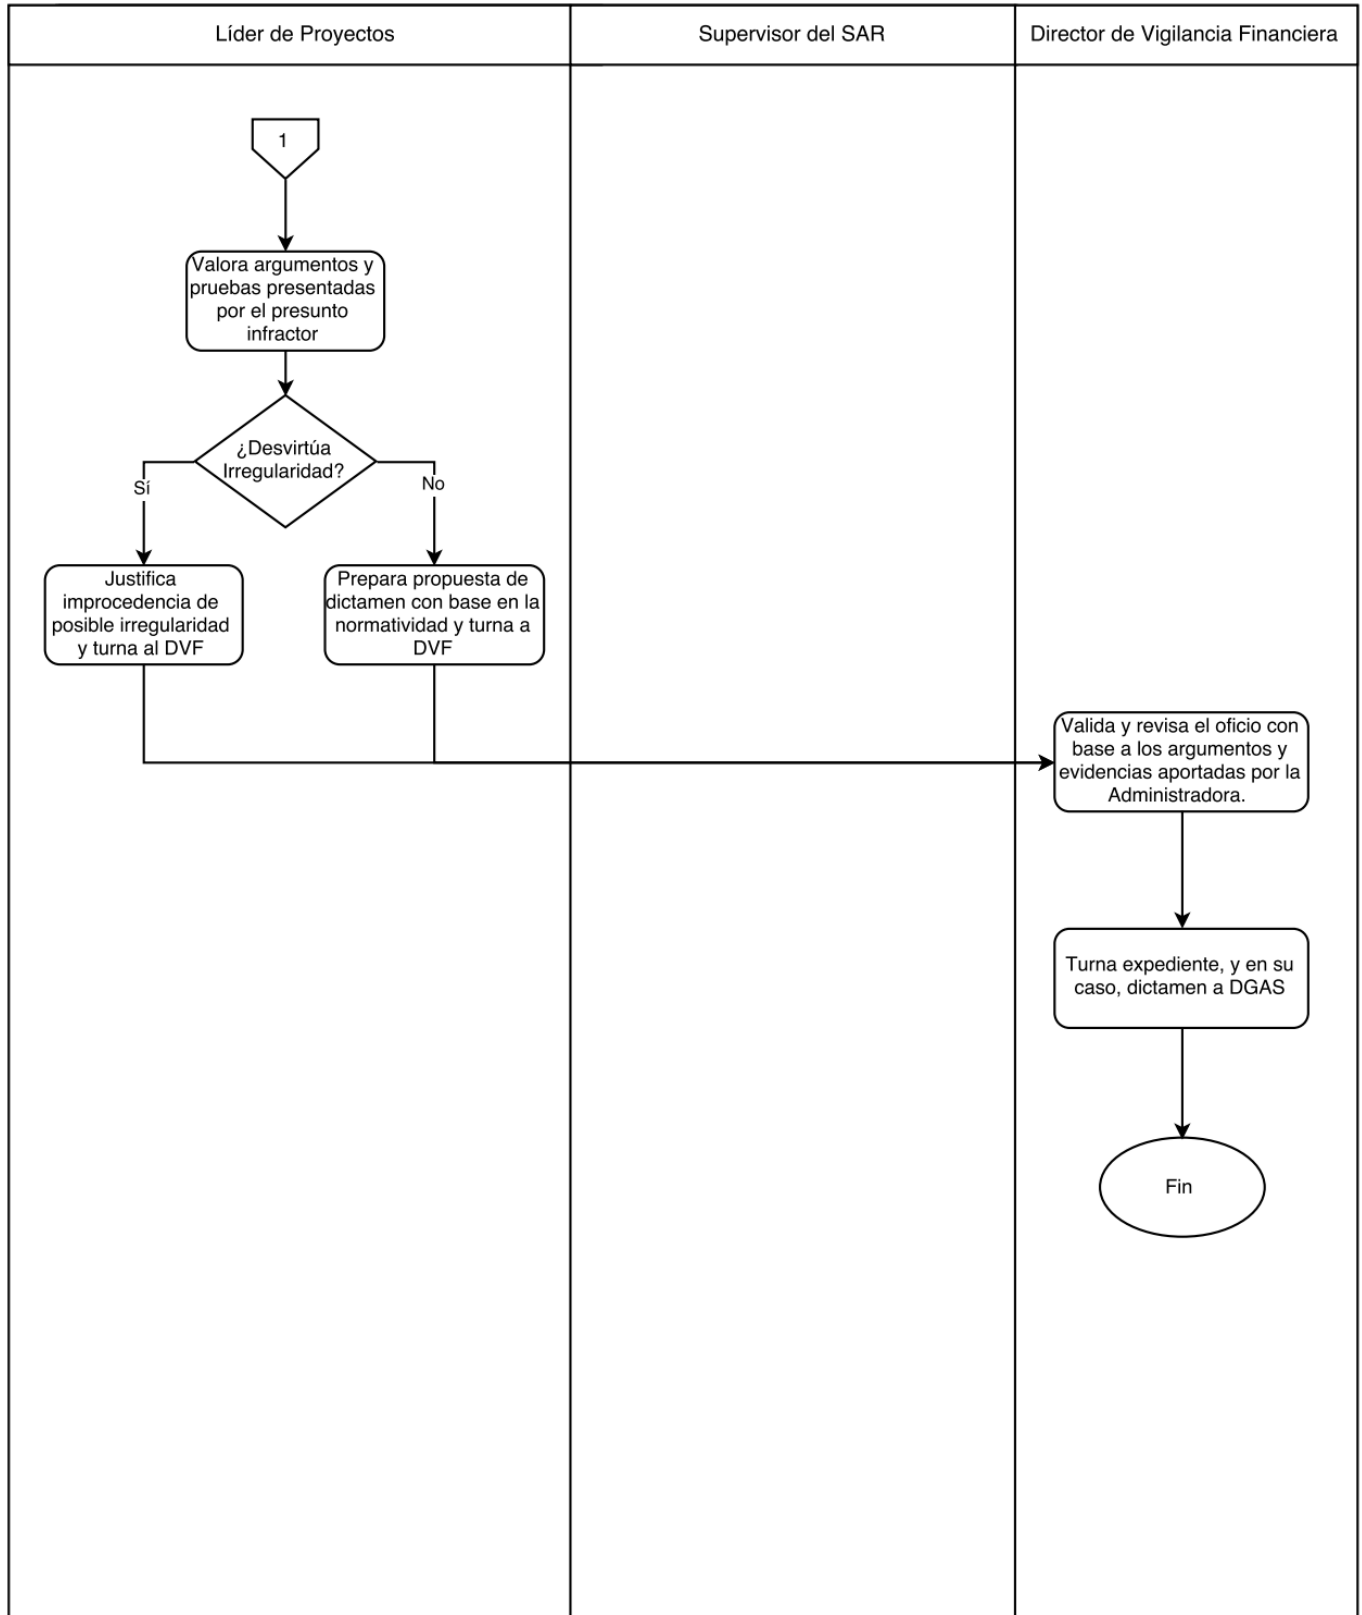 Líder de Proyectos
Supervisor del SAR
Director de Vigilancia Financiera
1
Valora argumentos y
pruebas presentadas
por el presunto
infractor
¿Desvirtúa
Irregularidad?
Sí
No
Justifica
improcedencia de
posible irregularidad
y turna al DVF
Prepara propuesta de
dictamen con base en la
normatividad y turna a
DVF
Valida y revisa el oficio con
base a los argumentos y
evidencias aportadas por la
Administradora.
Turna expediente, y en su
caso, dictamen a DGAS
Fin